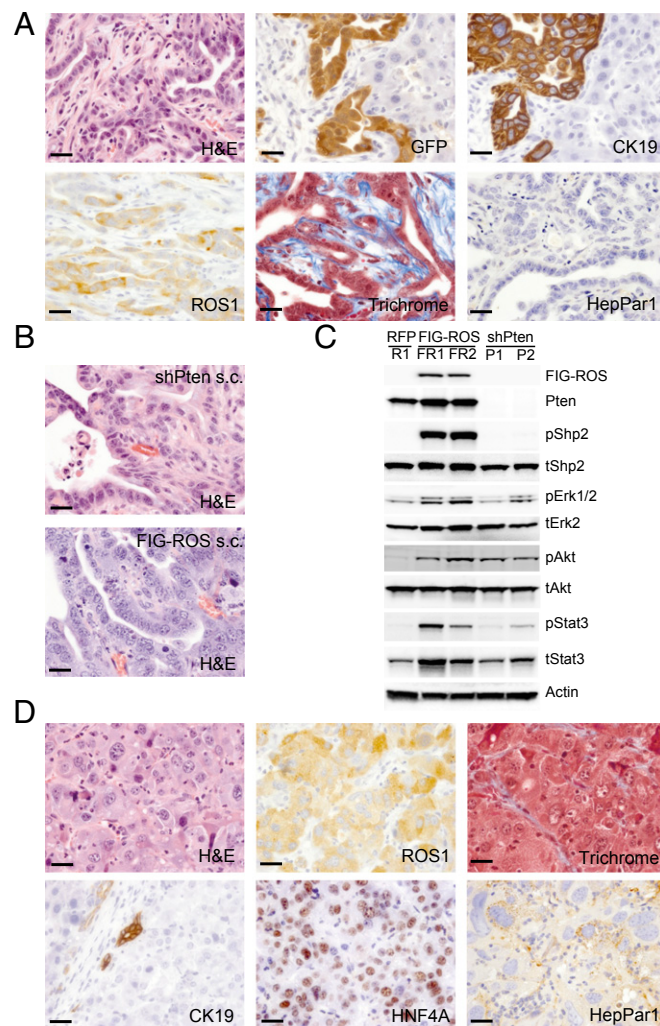 A
H&E
GFP
CK19
ROS1
Trichrome
HepPar1
B
shPten s.c.
H&E
FIG-ROS s.c.
H&E
C
RFP FIG-ROS shPten
R1 FR1 FR2 P1 P2
FIG-ROS
Pten
pShp2
tShp2
pErk1/2
tErk2
pAkt
tAkt
pStat3
tStat3
Actin
D
H&E
ROS1
Trichrome
CK19
HNF4A
HepPar1